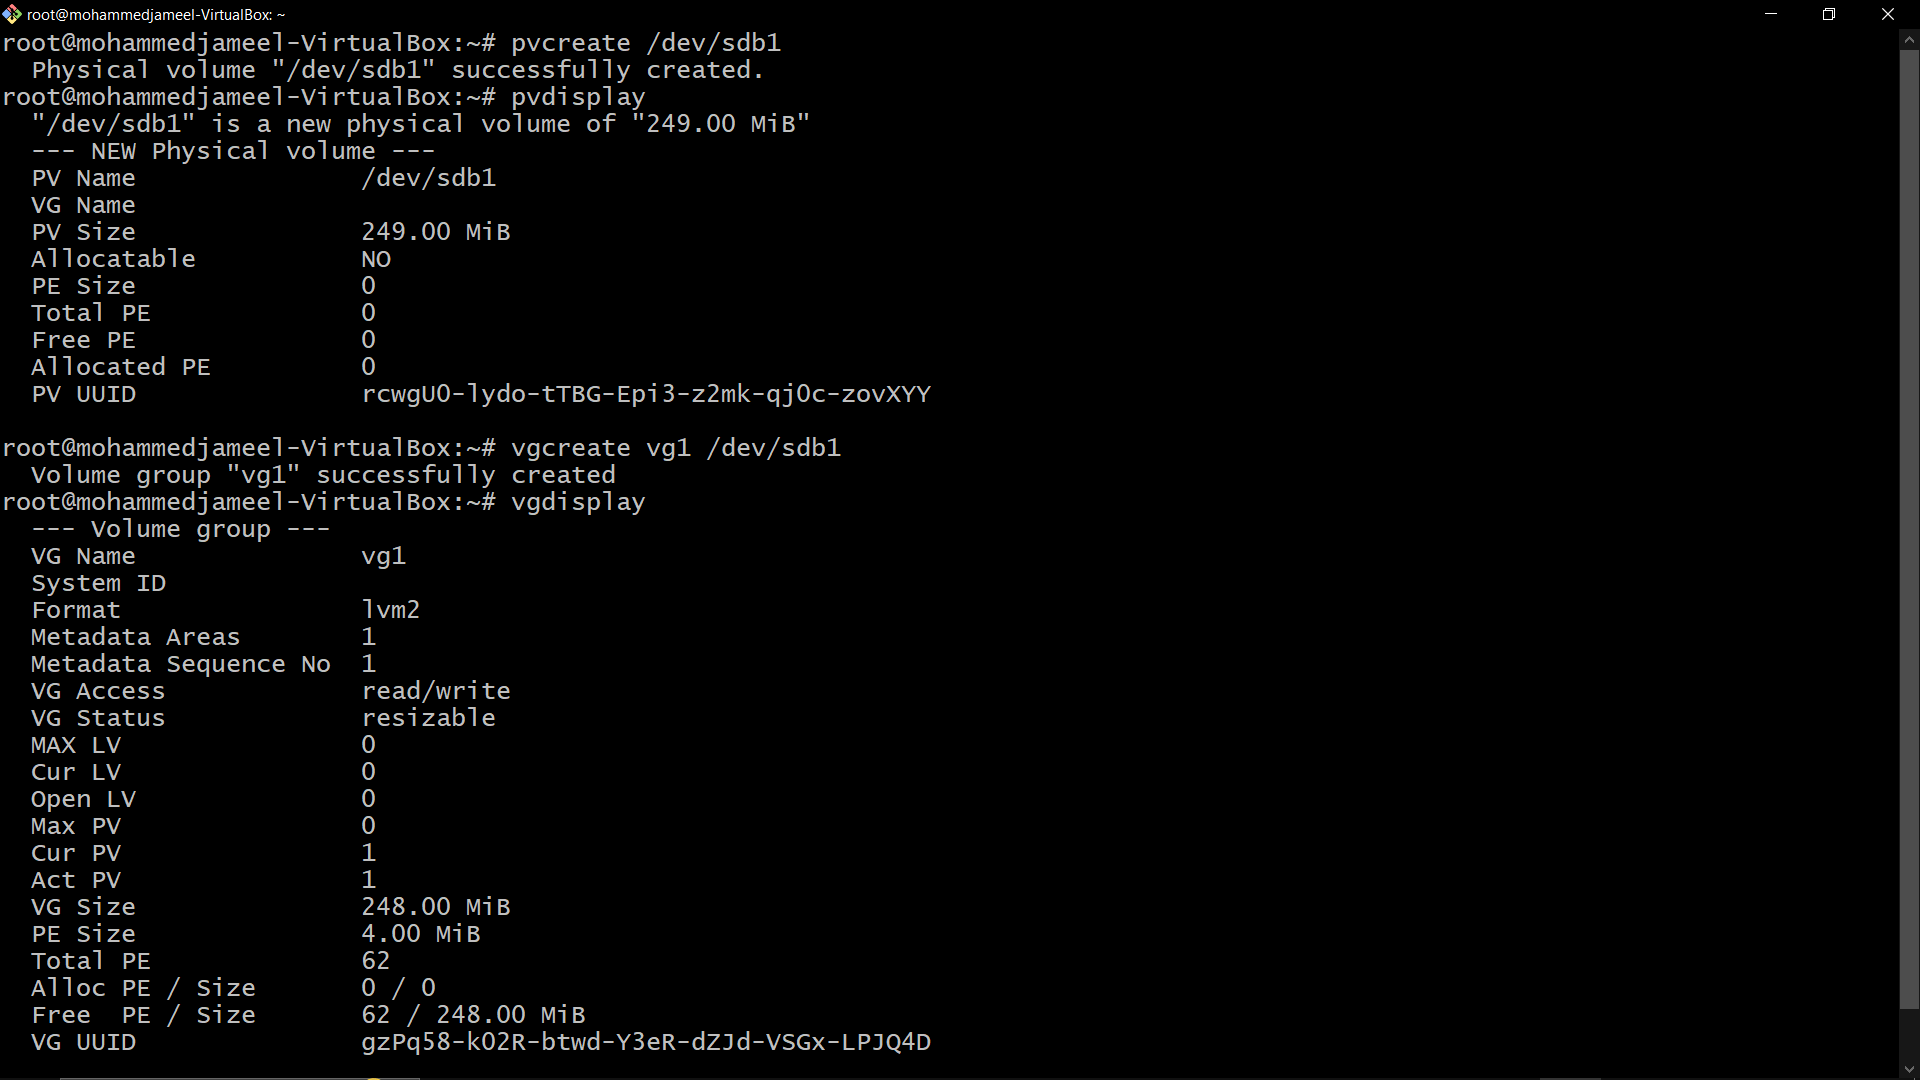 root@mohammedjameel-VirtualBox: ~
root@mohammedjameel-VirtualBox:~# pvcreate /dev/sdb1
  Physical volume "/dev/sdb1" successfully created.
root@mohammedjameel-VirtualBox:~# pvdisplay
  "/dev/sdb1" is a new physical volume of "249.00 MiB"
  --- NEW Physical volume ---
  PV Name               /dev/sdb1
  VG Name
  PV Size               249.00 MiB
  Allocatable           NO
  PE Size               0
  Total PE              0
  Free PE               0
  Allocated PE          0
  PV UUID               rcwgU0-lydo-tTBG-Epi3-z2mk-qj0c-zovXYY

root@mohammedjameel-VirtualBox:~# vgcreate vg1 /dev/sdb1
  Volume group "vg1" successfully created
root@mohammedjameel-VirtualBox:~# vgdisplay
  --- Volume group ---
  VG Name               vg1
  System ID
  Format                lvm2
  Metadata Areas        1
  Metadata Sequence No  1
  VG Access             read/write
  VG Status             resizable
  MAX LV                0
  Cur LV                0
  Open LV               0
  Max PV                0
  Cur PV                1
  Act PV                1
  VG Size               248.00 MiB
  PE Size               4.00 MiB
  Total PE              62
  Alloc PE / Size       0 / 0
  Free  PE / Size       62 / 248.00 MiB
  VG UUID               gzPq58-k02R-btwd-Y3eR-dZJd-VSGx-LPJQ4D